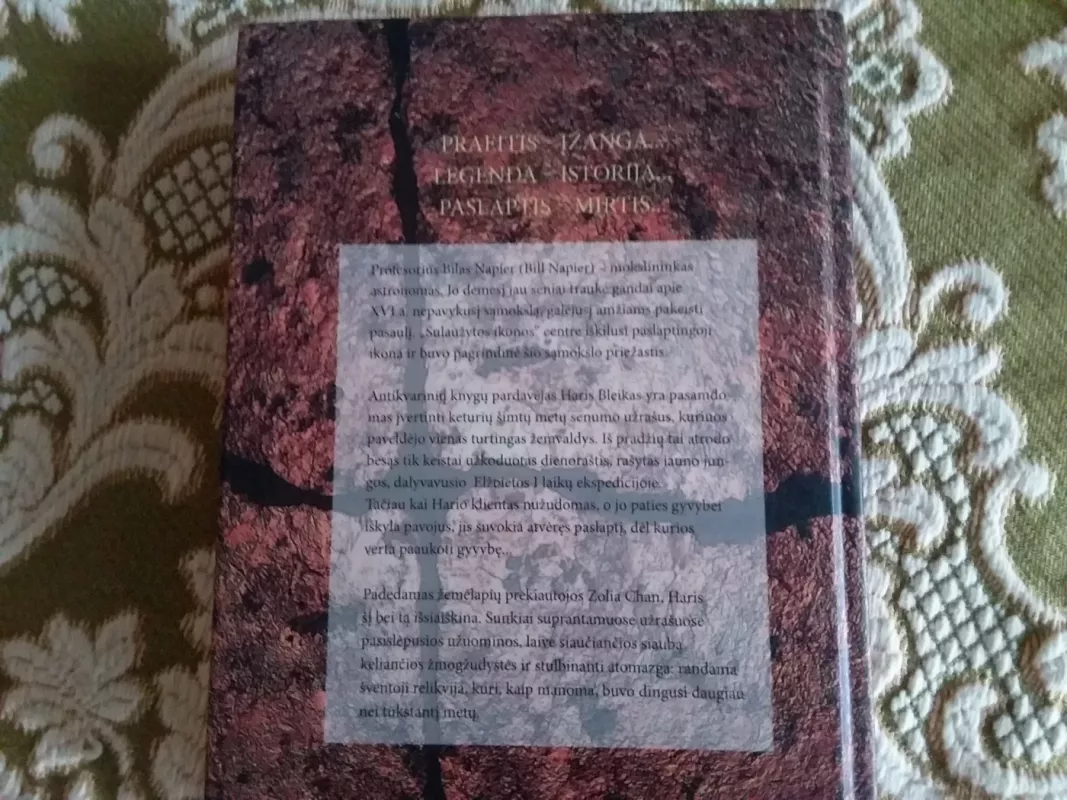 PRAEITIS – ĮŽANGA...
LEGENDA – ISTORIJA...
PASLAPTIS – MIRTIS...
Profesorius Bilas Napier (Bill Napier) – mokslininkas
astronomas. Jo dėmesį jau seniai traukė gandai apie
XVI a. nepavykusį sąmokslą, galėjusį amžiams pakeisti
pasaulį. „Sulaužytos ikonos“ centre iškilusi paslaptingoji
ikona ir buvo pagrindinė šio sąmokslo priežastis.
Antikvarinių knygų pardavėjas Haris Bleikas yra pasamdo-
mas įvertinti keturių šimtų metų senumo užrašus, kuriuos
paveldėjo vienas turtingas žemvaldys. Iš pradžių tai atrodo
besąs tik keistai užkoduotas dienoraštis, rašytas jauno jun-
gos, dalyvavusio Elžbietos I laikų ekspedicijoje.
Tačiau kai Hario klientas nužudomas, o jo paties gyvybei
iškyla pavojus, jis suvokia atvėręs paslaptį, dėl kurios
verta paaukoti gyvybę...
Padedamas žemėlapių prekiautojos Zolia Chan, Haris
šį bei tą išsiaiškina. Sunkiai suprantamuose užrašuose
pasislėpusios užuominos, laive siaučiančios siaubą
keliančios žmogžudystės ir stulbinanti atomazga: randama
šventoji relikvija, kuri, kaip manoma, buvo dingusi daugiau
nei tūkstantį metų.